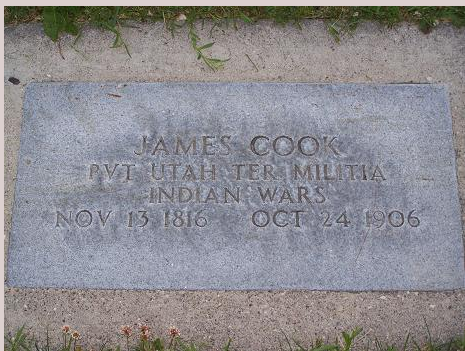 JAMES COOK
PVT UTAH TER MILITIA
INDIAN WARS
NOV 13 1816 OCT 24 1906